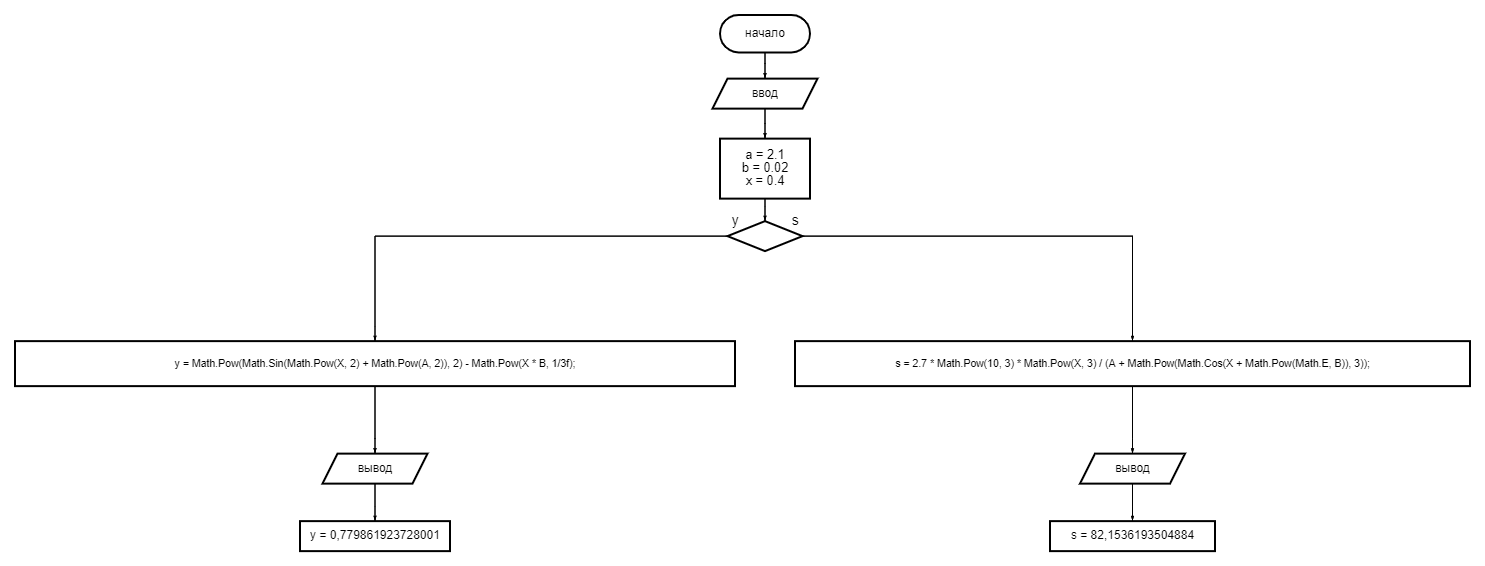 начало
ввод
a = 2.1
b = 0.02
x = 0.4
y
s
y = Math.Pow(Math.Sin(Math.Pow(X, 2) + Math.Pow(A, 2)), 2) - Math.Pow(X * B, 1/3f);
s = 2.7 * Math.Pow(10, 3) * Math.Pow(X, 3) / (A + Math.Pow(Math.Cos(X + Math.Pow(Math.E, B)), 3));
вывод
вывод
y = 0,779861923728001
s = 82,1536193504884